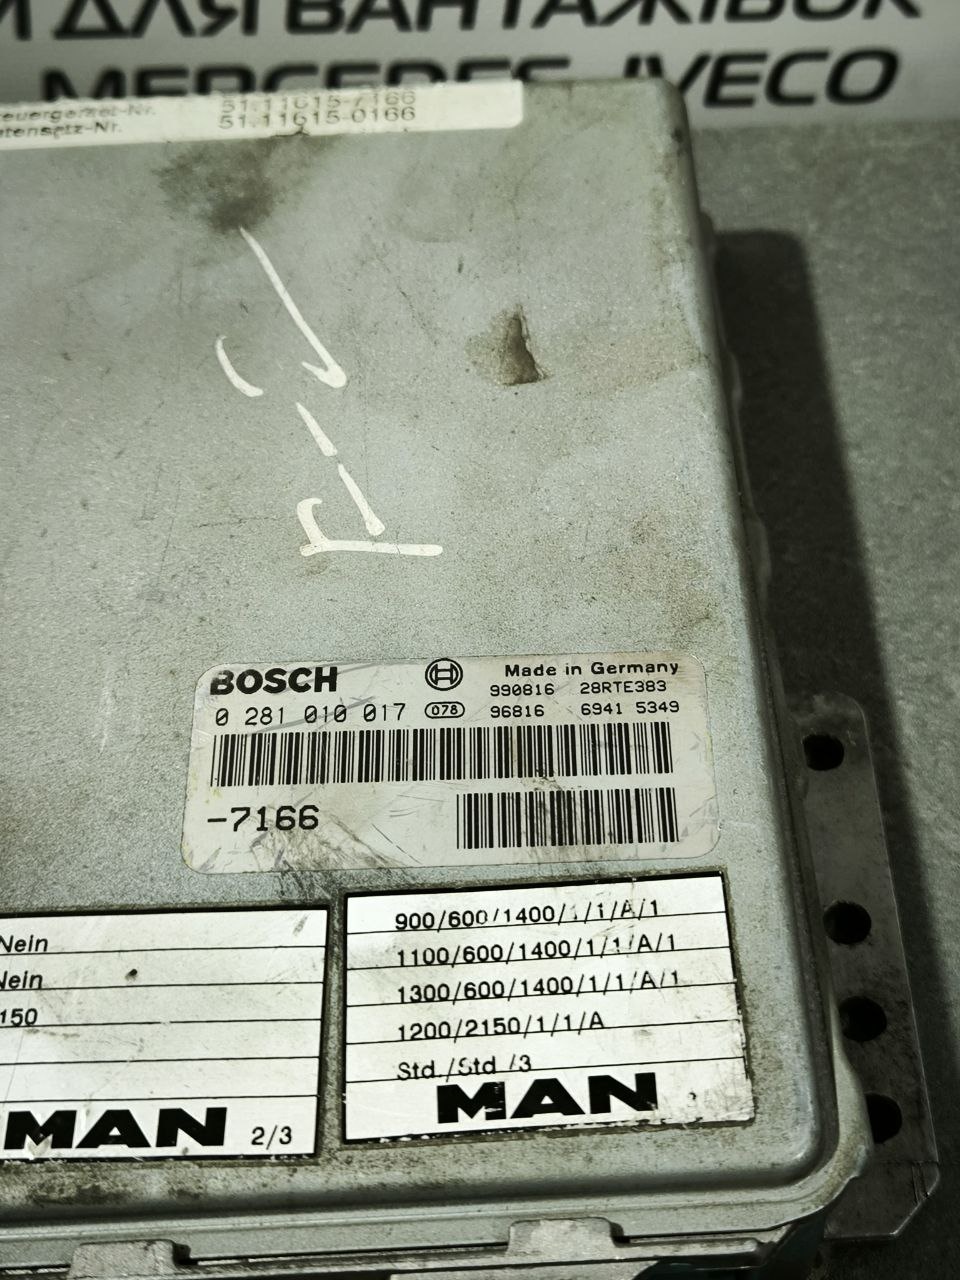 ДЛЯ ВАНТАЖІВОК
MERCEDES, IVECO
51.11615-7166
51.11615-0166
BOSCH
Made in Germany
990816 28RTE383
0 281 010 017 078 96816 6941 5349
-7166
Nein
Nein
150
MAN 2/3
900/600/1400/1/1/A/1
1100/600/1400/1/1/A/1
1300/600/1400/1/1/A/1
1200/2150/1/1/A
Std./Std /3
MAN